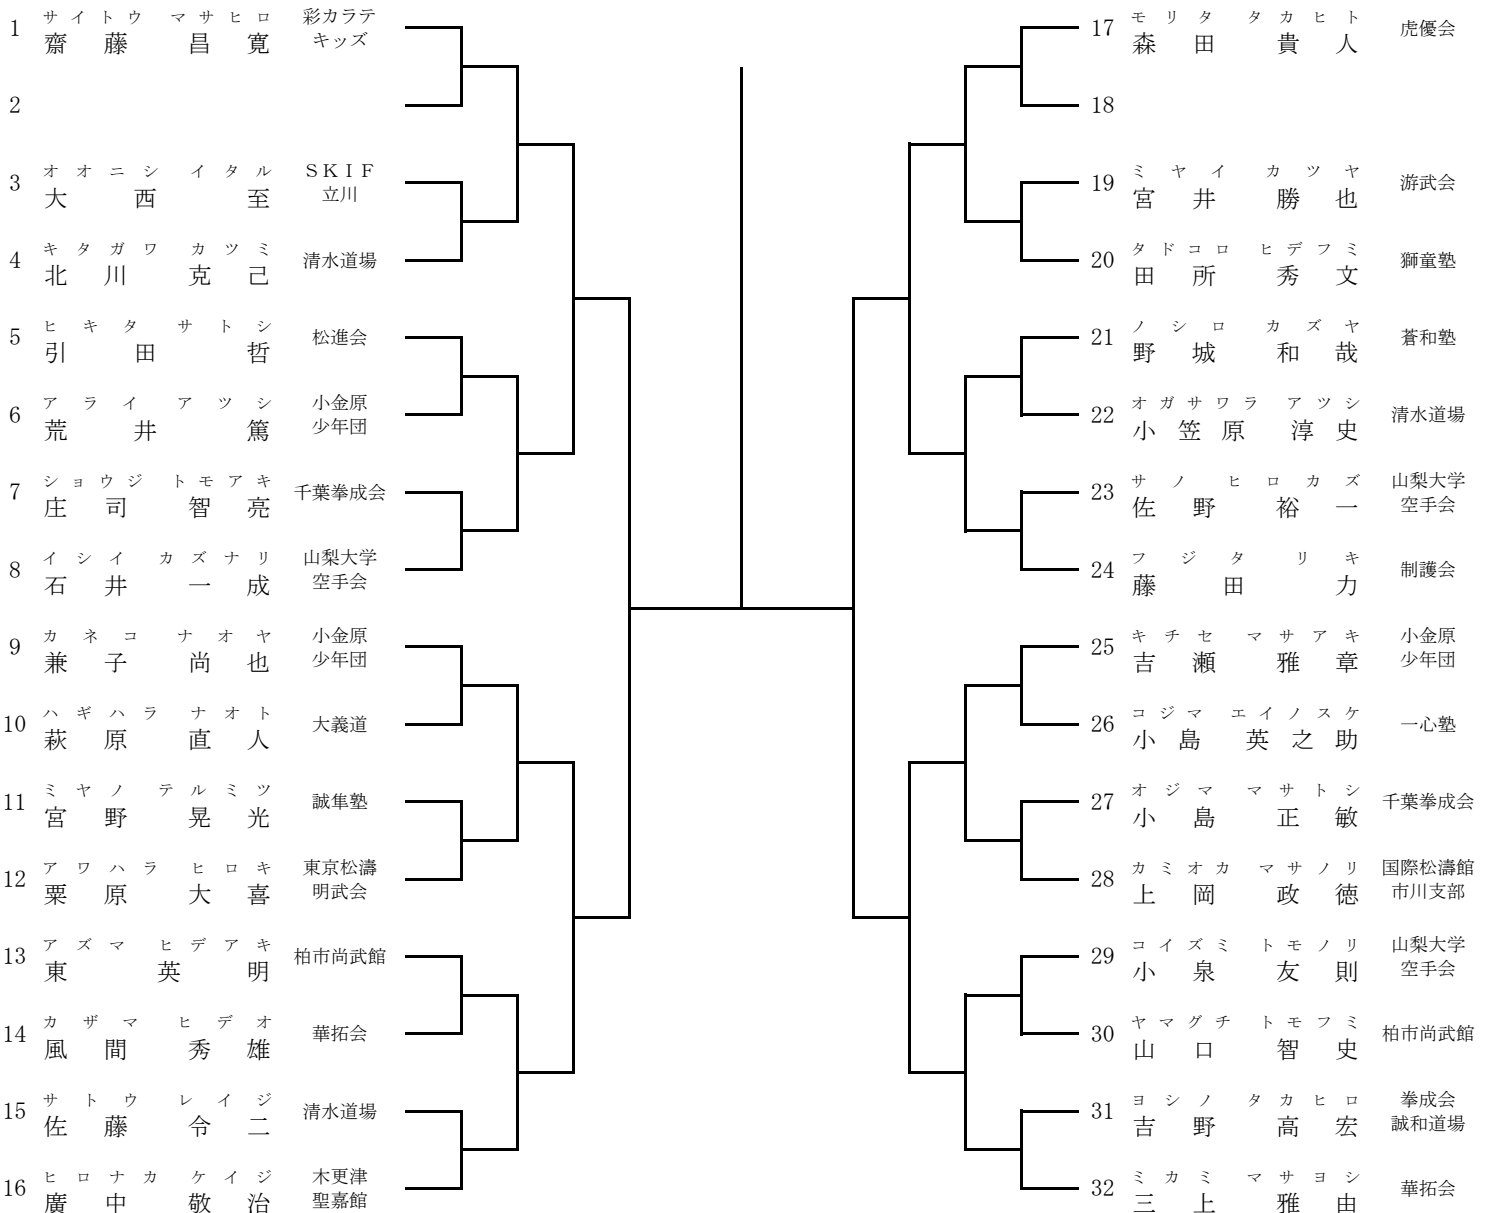 サイトウ マサヒロ 彩カラテ
1 齋藤 昌寛 キッズ
2
オオニシ イタル ＳＫＩＦ
3 大西 至 立川
キタガワ カツミ
4 北川 克己 清水道場
ヒキタ サトシ
5 引田 哲 松進会
アライ アツシ 小金原
6 荒井 篤 少年団
ショウジ トモアキ
7 庄司 智亮 千葉拳成会
イシイ カズナリ 山梨大学
8 石井 一成 空手会
カネコ ナオヤ 小金原
9 兼子 尚也 少年団
ハギハラ ナオト
10 萩原 直人 大義道
ミヤノ テルミツ
11 宮野 晃光 誠隼塾
アワハラ ヒロキ 東京松濤
12 粟原 大喜 明武会
アズマ ヒデアキ
13 東 英明 柏市尚武館
カザマ ヒデオ
14 風間 秀雄 華拓会
サトウ レイジ
15 佐藤 令二 清水道場
ヒロナカ ケイジ 木更津
16 廣中 敬治 聖嘉館
モリタ タカヒト
17 森田 貴人 虎優会
18
ミヤイ カツヤ
19 宮井 勝也 游武会
タドコロ ヒデフミ
20 田所 秀文 獅童塾
ノシロ カズヤ
21 野城 和哉 蒼和塾
オガサワラ アツシ
22 小笠原 淳史 清水道場
サノ ヒロカズ 山梨大学
23 佐野 裕一 空手会
フジタ リキ
24 藤田 力 制護会
キチセ マサアキ 小金原
25 吉瀬 雅章 少年団
コジマ エイノスケ
26 小島 英之助 一心塾
オジマ マサトシ
27 小島 正敏 千葉拳成会
カミオカ マサノリ 国際松濤館
28 上岡 政徳 市川支部
コイズミ トモノリ 山梨大学
29 小泉 友則 空手会
ヤマグチ トモフミ
30 山口 智史 柏市尚武館
ヨシノ タカヒロ 拳成会
31 吉野 高宏 誠和道場
ミカミ マサヨシ
32 三上 雅由 華拓会